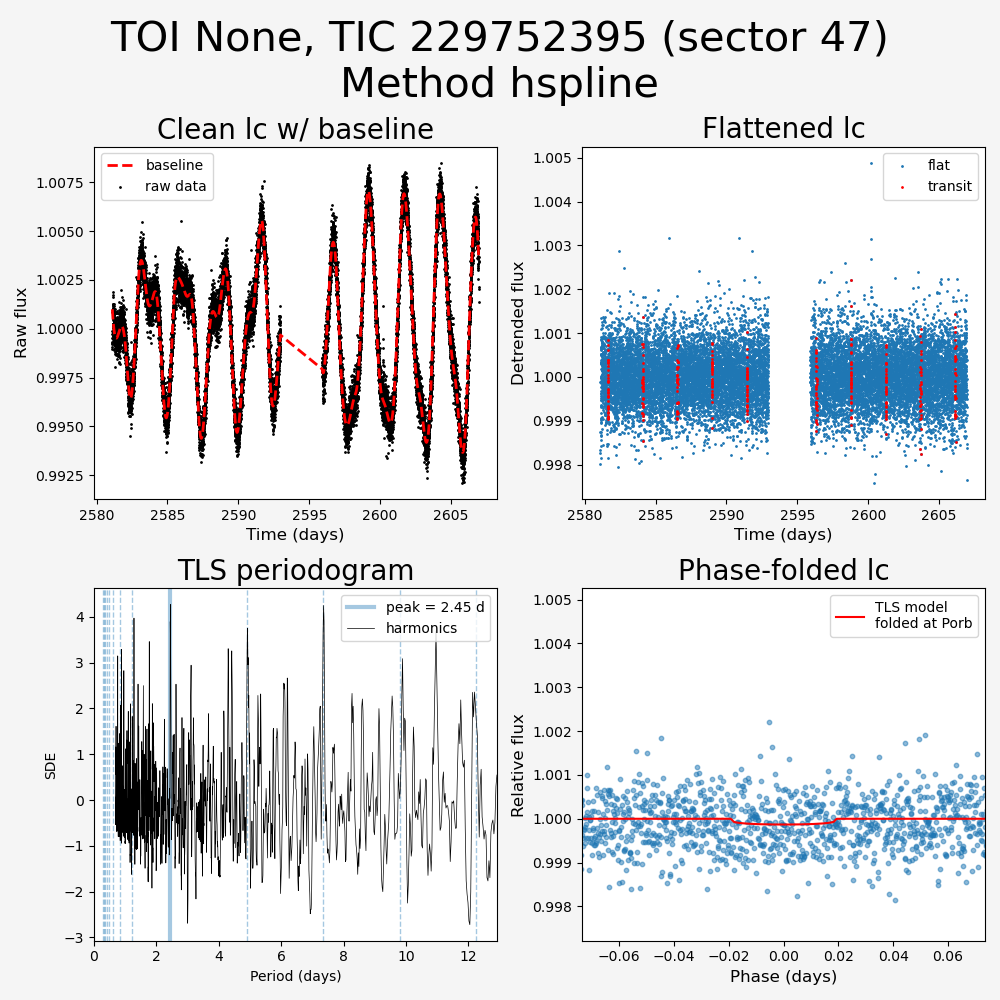 TOI None, TIC 229752395 (sector 47)
Method hspline
Clean lc w/ baseline
baseline
raw data
1.0075
1.0050
1.0025
1.0000
0.9975
0.9950
0.9925
Raw flux
2580 2585 2590 2595 2600 2605
Time (days)
Flattened lc
flat
transit
1.005
1.004
1.003
1.002
1.001
1.000
0.999
0.998
Detrended flux
2580 2585 2590 2595 2600 2605
Time (days)
TLS periodogram
peak = 2.45 d
harmonics
4
3
2
1
0
−1
−2
−3
SDE
0 2 4 6 8 10 12
Period (days)
Phase-folded lc
TLS model
folded at Porb
1.005
1.004
1.003
1.002
1.001
1.000
0.999
0.998
Relative flux
−0.06 −0.04 −0.02 0.00 0.02 0.04 0.06
Phase (days)